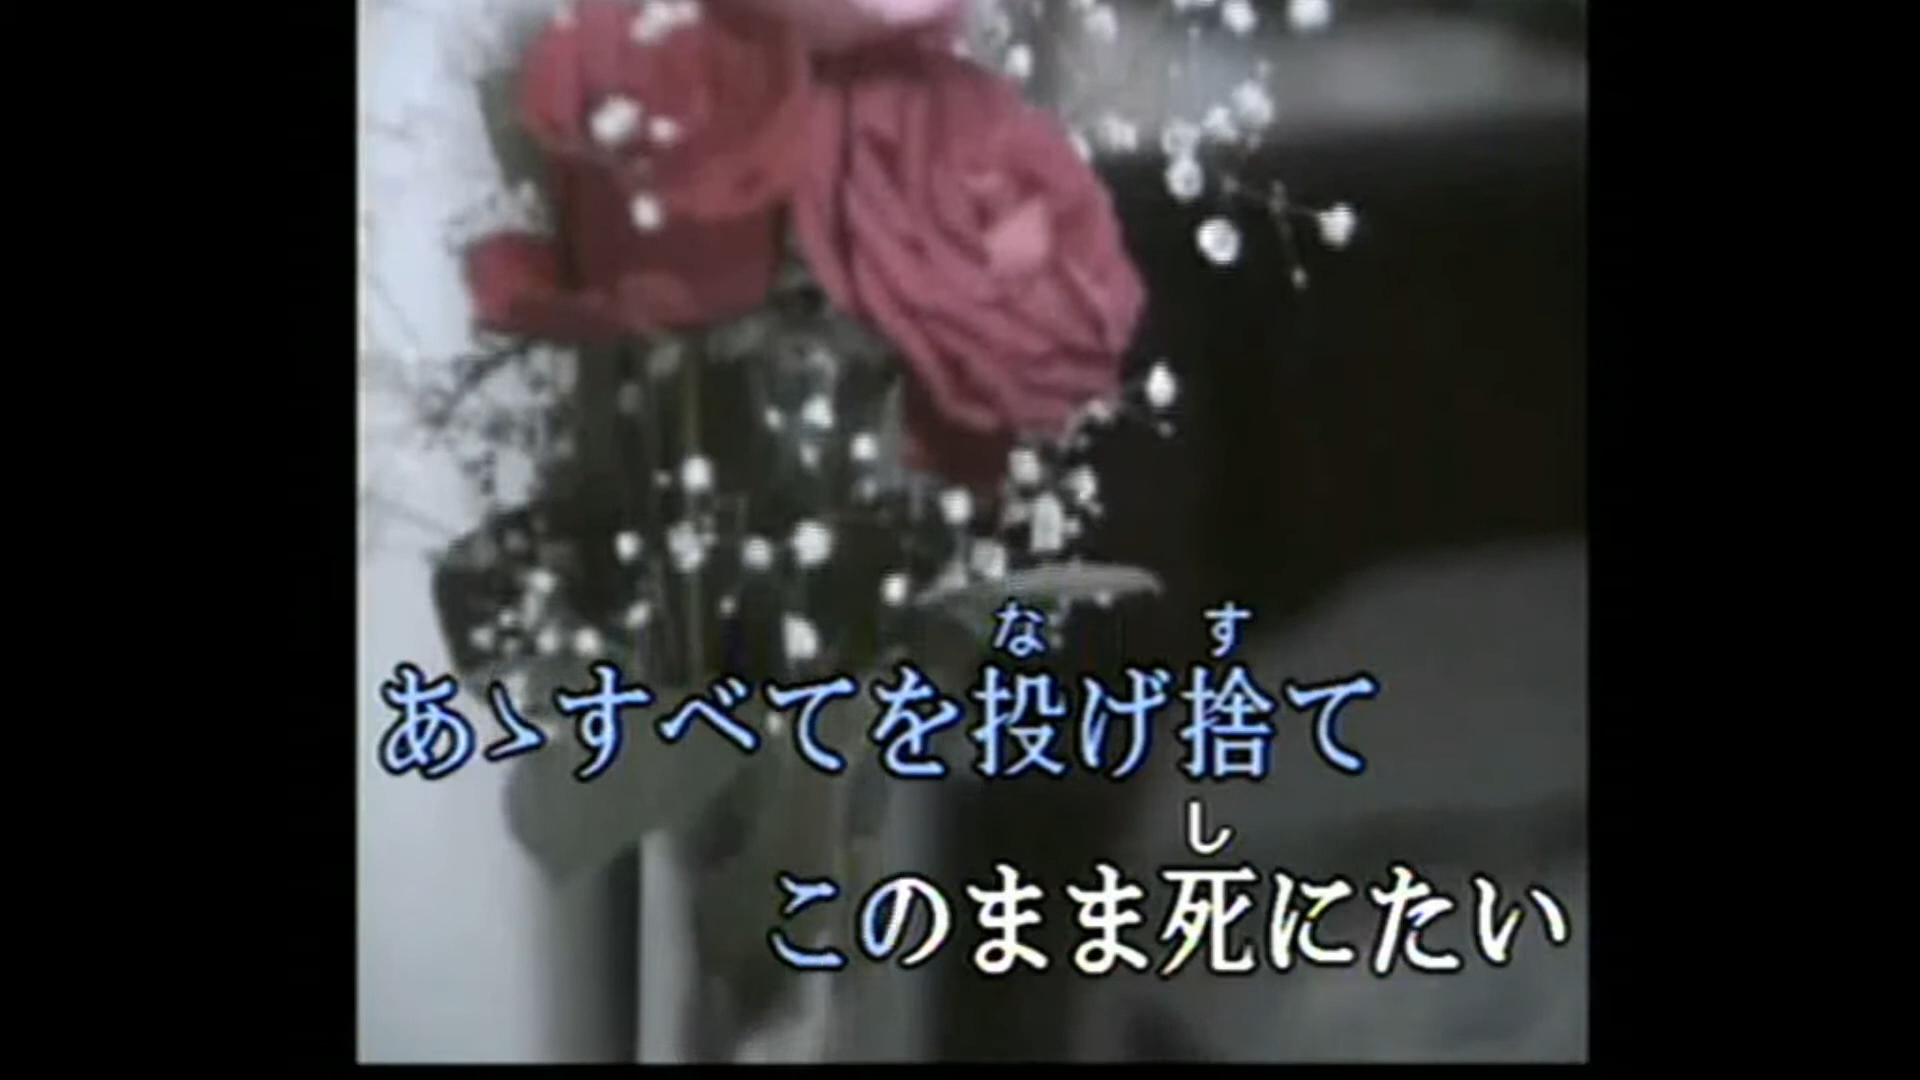 な す
あゝすべてを投げ捨て
し
このまま死にたい